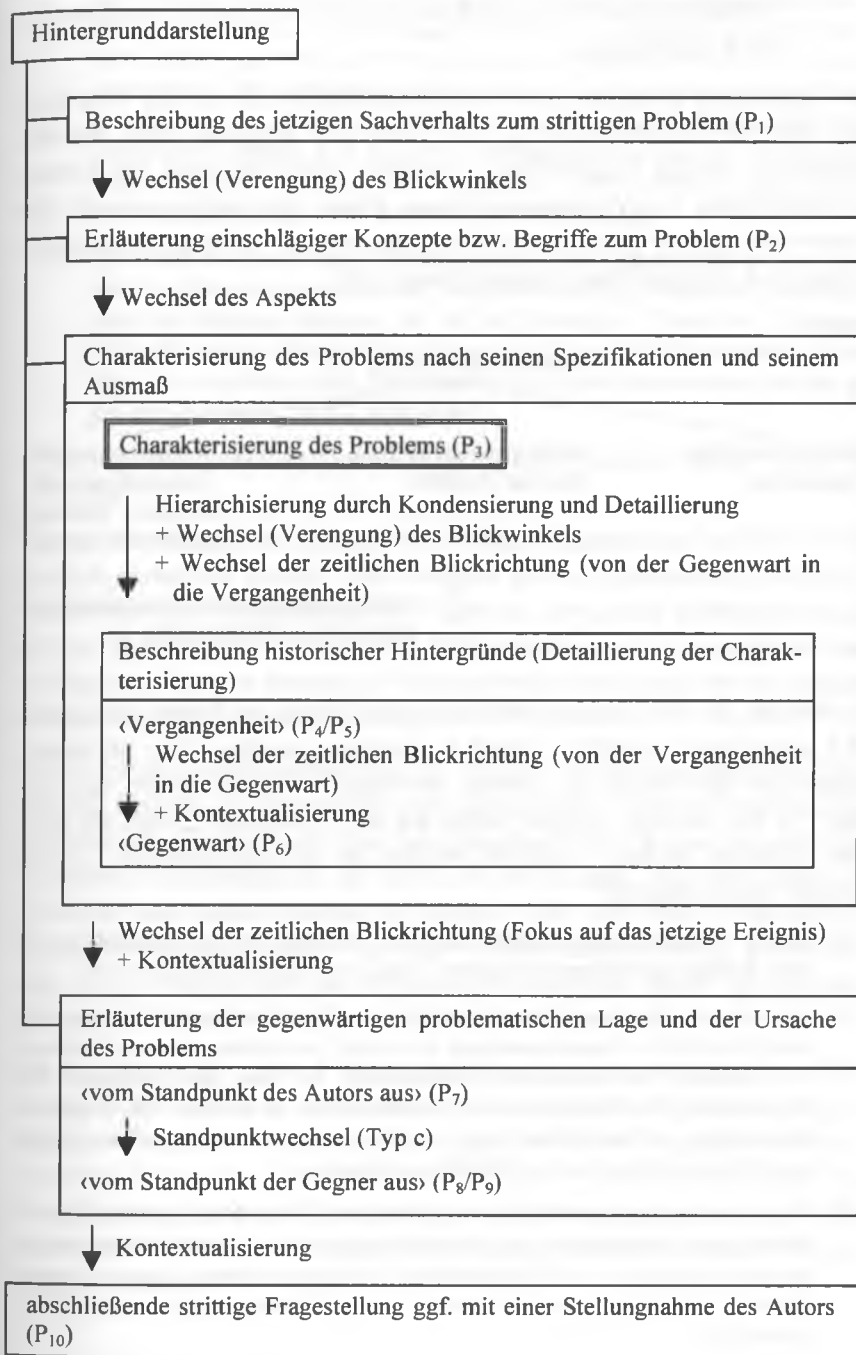 Hintergrunddarstellung
Beschreibung des jetzigen Sachverhalts zum strittigen Problem (P₁)
Wechsel (Verengung) des Blickwinkels
Erläuterung einschlägiger Konzepte bzw. Begriffe zum Problem (P₂)
Wechsel des Aspekts
Charakterisierung des Problems nach seinen Spezifikationen und seinem
Ausmaß
Charakterisierung des Problems (P₃)
Hierarchisierung durch Kondensierung und Detaillierung
+ Wechsel (Verengung) des Blickwinkels
+ Wechsel der zeitlichen Blickrichtung (von der Gegenwart in
die Vergangenheit)
Beschreibung historischer Hintergründe (Detaillierung der Charak-
terisierung)
‹Vergangenheit› (P₄/P₅)
Wechsel der zeitlichen Blickrichtung (von der Vergangenheit
in die Gegenwart)
+ Kontextualisierung
‹Gegenwart› (P₆)
Wechsel der zeitlichen Blickrichtung (Fokus auf das jetzige Ereignis)
+ Kontextualisierung
Erläuterung der gegenwärtigen problematischen Lage und der Ursache
des Problems
‹vom Standpunkt des Autors aus› (P₇)
Standpunktwechsel (Typ c)
‹vom Standpunkt der Gegner aus› (P₈/P₉)
Kontextualisierung
abschließende strittige Fragestellung ggf. mit einer Stellungnahme des Autors
(P₁₀)